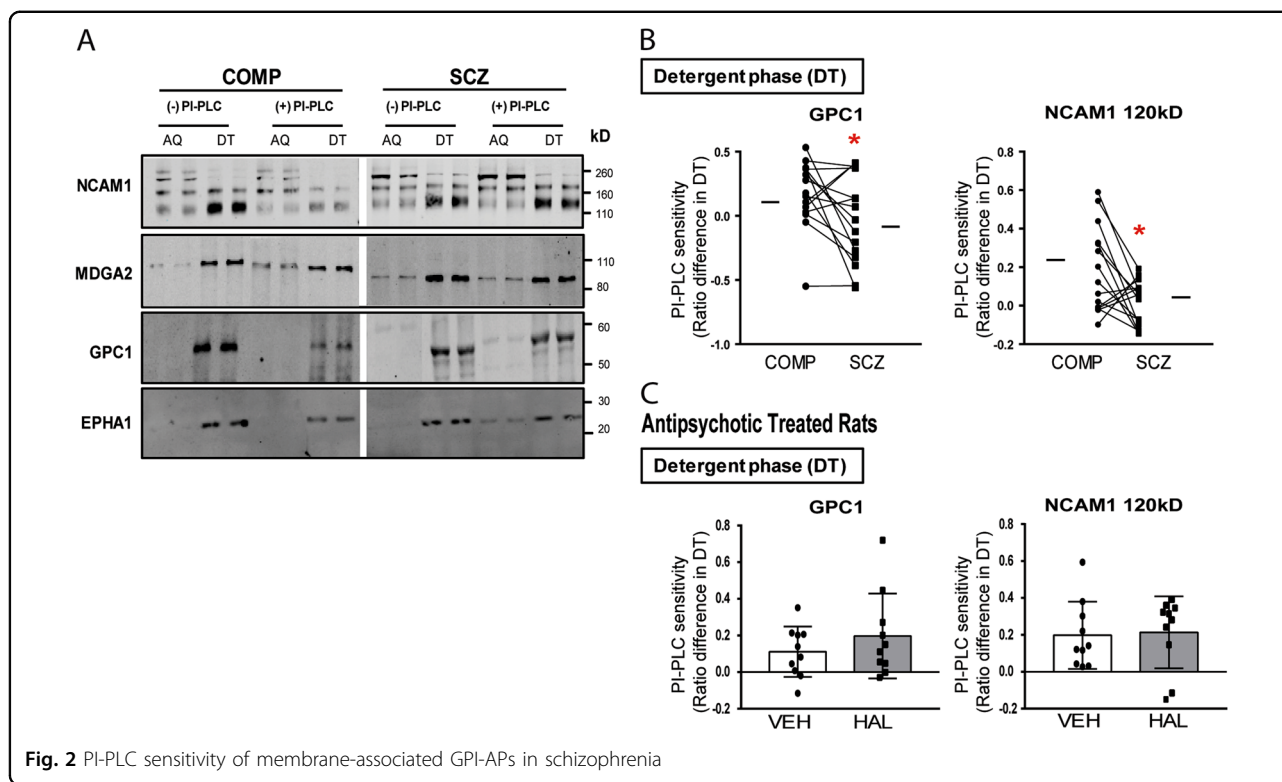 A
COMP SCZ
(-) PI-PLC (+) PI-PLC (-) PI-PLC (+) PI-PLC
AQ DT AQ DT AQ DT AQ DT kD
NCAM1 260
160
110
MDGA2 110
80
GPC1 60
50
EPHA1 30
20
B
Detergent phase (DT)
GPC1
*
PI-PLC sensitivity
(Ratio difference in DT)
0.5
0.0
-0.5
-1.0
COMP SCZ
NCAM1 120kD
*
PI-PLC sensitivity
(Ratio difference in DT)
0.8
0.6
0.4
0.2
0.0
-0.2
COMP SCZ
C
Antipsychotic Treated Rats
Detergent phase (DT)
GPC1
PI-PLC sensitivity
(Ratio difference in DT)
0.8
0.6
0.4
0.2
0.0
-0.2
VEH HAL
NCAM1 120kD
PI-PLC sensitivity
(Ratio difference in DT)
0.8
0.6
0.4
0.2
0.0
-0.2
VEH HAL
Fig. 2 PI-PLC sensitivity of membrane-associated GPI-APs in schizophrenia